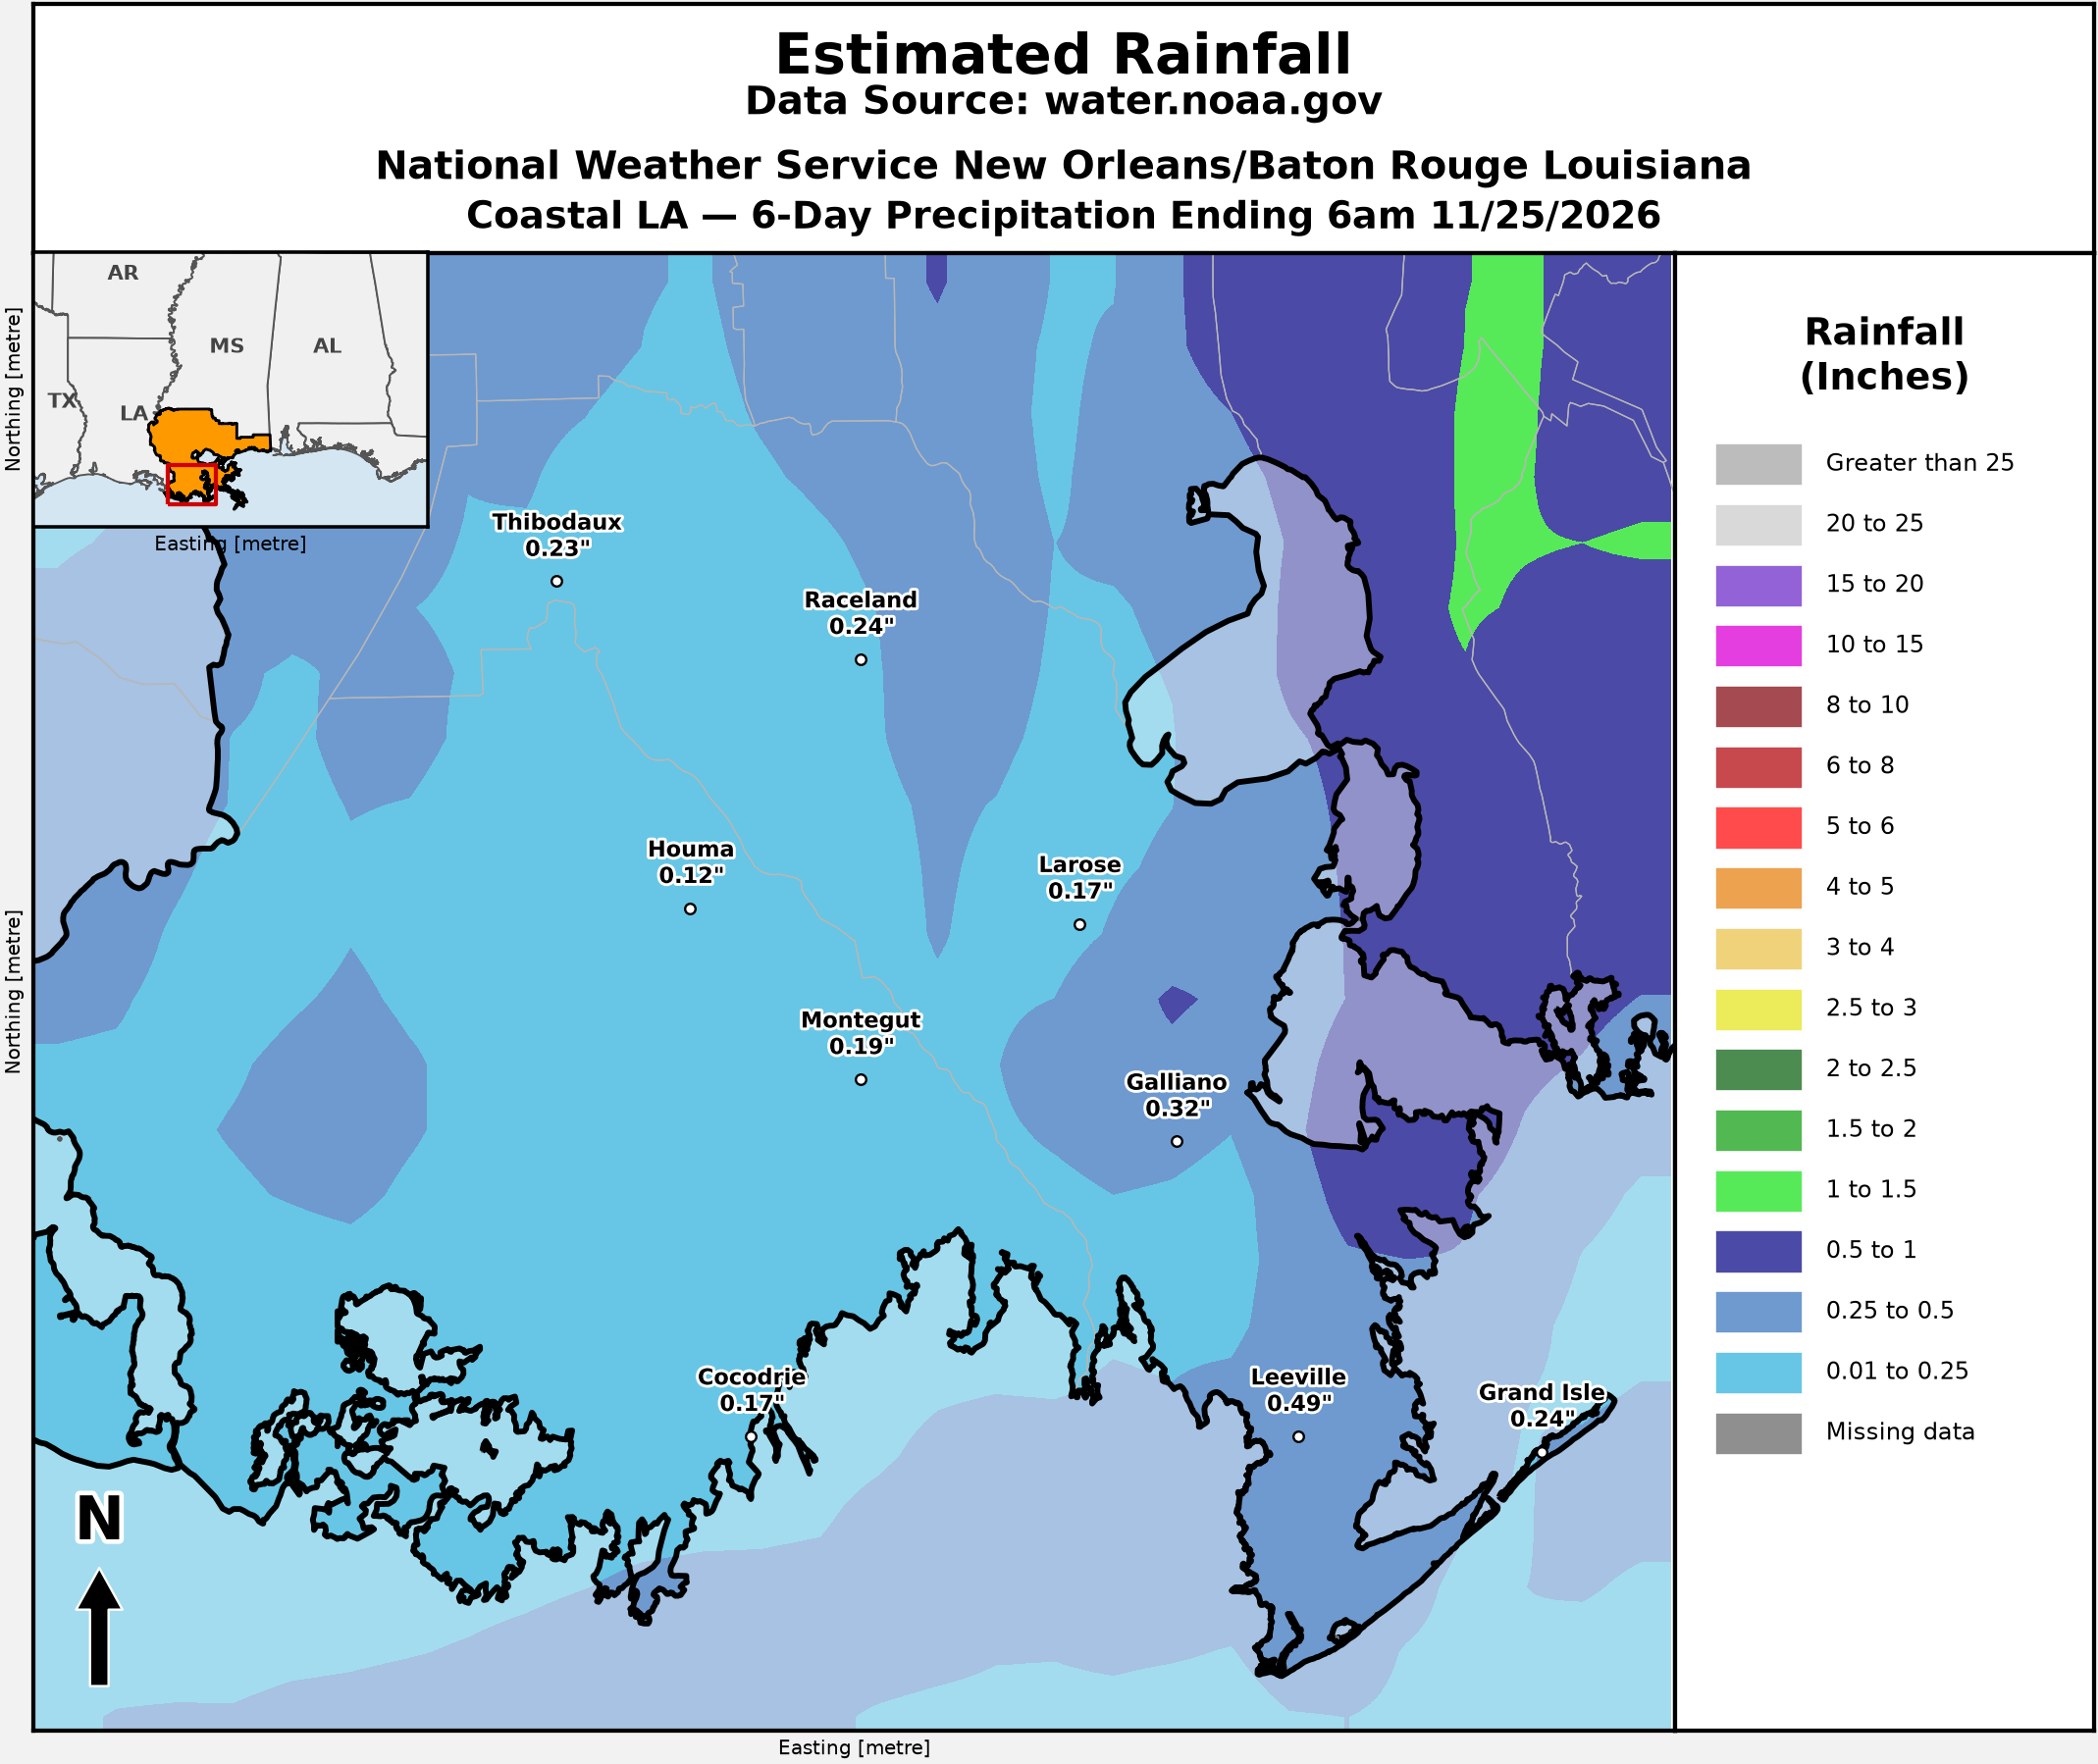 Estimated Rainfall
Data Source: water.noaa.gov
National Weather Service New Orleans/Baton Rouge Louisiana
Coastal LA — 6-Day Precipitation Ending 6am 11/25/2026
Northing [metre]
AR
MS
AL
TX
LA
Easting [metre]
Thibodaux
0.23"
Raceland
0.24"
Houma
0.12"
Larose
0.17"
Northing [metre]
Montegut
0.19"
Galliano
0.32"
Cocodrie
0.17"
Leeville
0.49"
Grand Isle
0.24"
N
Easting [metre]
Rainfall
(Inches)
Greater than 25
20 to 25
15 to 20
10 to 15
8 to 10
6 to 8
5 to 6
4 to 5
3 to 4
2.5 to 3
2 to 2.5
1.5 to 2
1 to 1.5
0.5 to 1
0.25 to 0.5
0.01 to 0.25
Missing data